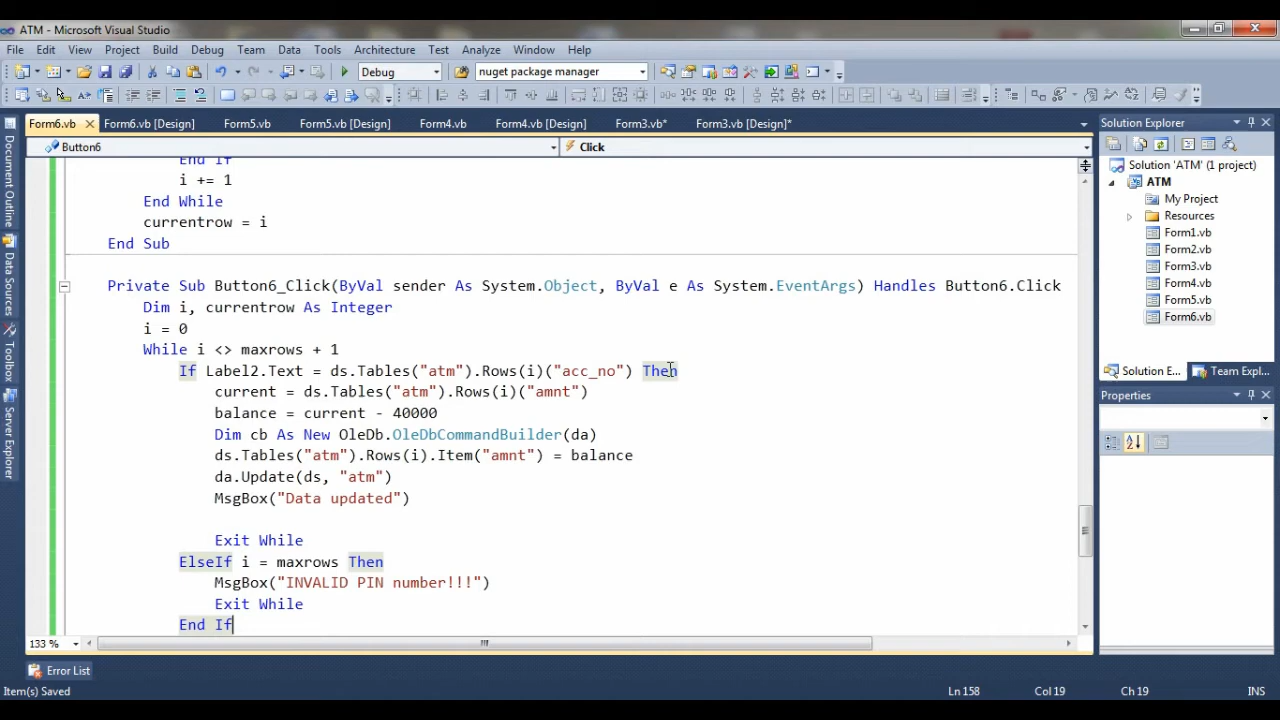 ATM - Microsoft Visual Studio
File Edit View Project Build Debug Team Data Tools Architecture Test Analyze Window Help
Debug nuget package manager
Form6.vb Form6.vb [Design] Form5.vb Form5.vb [Design] Form4.vb Form4.vb [Design] Form3.vb* Form3.vb [Design]*
Button6 Click
End If
i += 1
End While
currentrow = i
End Sub
Private Sub Button6_Click(ByVal sender As System.Object, ByVal e As System.EventArgs) Handles Button6.Click
Dim i, currentrow As Integer
i = 0
While i <> maxrows + 1
If Label2.Text = ds.Tables("atm").Rows(i)("acc_no") Then
current = ds.Tables("atm").Rows(i)("amnt")
balance = current - 40000
Dim cb As New OleDb.OleDbCommandBuilder(da)
ds.Tables("atm").Rows(i).Item("amnt") = balance
da.Update(ds, "atm")
MsgBox("Data updated")
Exit While
ElseIf i = maxrows Then
MsgBox("INVALID PIN number!!!")
Exit While
End If
133 %
Error List
Item(s) Saved
Ln 158 Col 19 Ch 19 INS
Document Outline
Data Sources
Toolbox
Server Explorer
Solution Explorer
Solution 'ATM' (1 project)
ATM
My Project
Resources
Form1.vb
Form2.vb
Form3.vb
Form4.vb
Form5.vb
Form6.vb
Solution E... Team Expl...
Properties